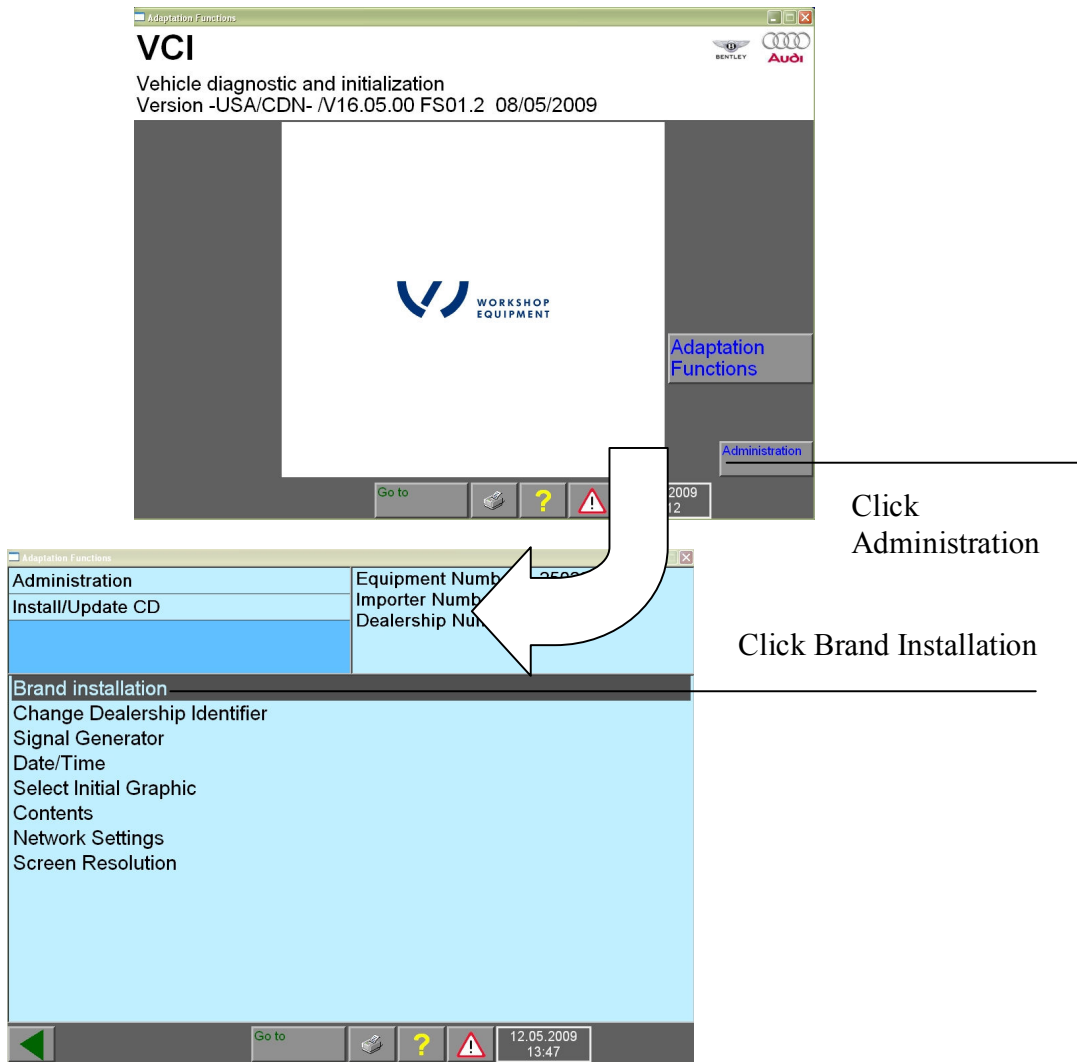 Adaptation Functions
VCI
BENTLEY
Audi
Vehicle diagnostic and initialization
Version -USA/CDN- /V16.05.00 FS01.2 08/05/2009
WORKSHOP
EQUIPMENT
Adaptation
Functions
Administration
Go to
?
2009
12
Click
Administration
Adaptation Functions
Administration
Install/Update CD
Equipment Numb
Importer Numb
Dealership Nu
Click Brand Installation
Brand installation
Change Dealership Identifier
Signal Generator
Date/Time
Select Initial Graphic
Contents
Network Settings
Screen Resolution
Go to
?
12.05.2009
13:47